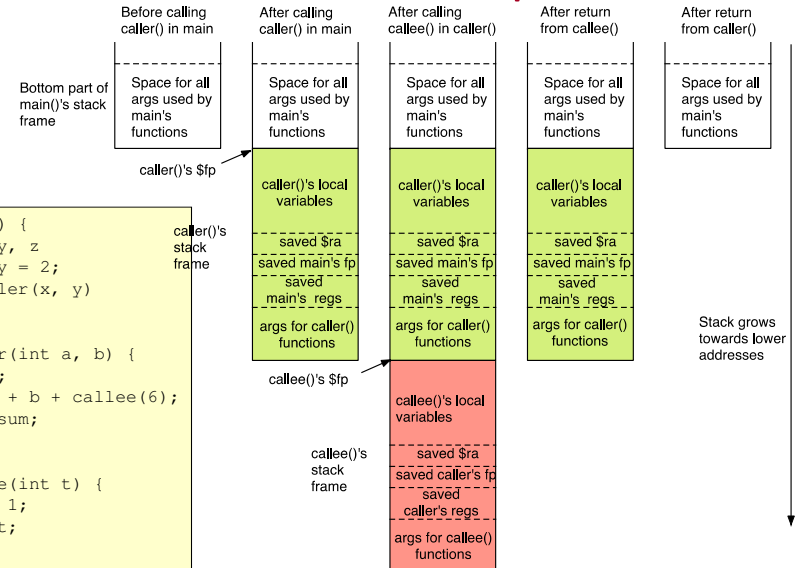 Before calling
caller() in main
After calling
caller() in main
After calling
callee() in caller()
After return
from callee()
After return
from caller()
Bottom part of
main()'s stack
frame
Space for all
args used by
main's
functions
Space for all
args used by
main's
functions
Space for all
args used by
main's
functions
Space for all
args used by
main's
functions
Space for all
args used by
main's
functions
caller()'s $fp
caller()'s
stack
frame
caller()'s local
variables
saved $ra
saved main's fp
saved
main's regs
args for caller()
functions
caller()'s local
variables
saved $ra
saved main's fp
saved
main's regs
args for caller()
functions
caller()'s local
variables
saved $ra
saved main's fp
saved
main's regs
args for caller()
functions
Stack grows
towards lower
addresses
callee()'s $fp
callee()'s
stack
frame
callee()'s local
variables
saved $ra
saved caller's fp
saved
caller's regs
args for callee()
functions
) {
y, z
y = 2;
ler(x, y)
r(int a, b) {
;
+ b + callee(6);
sum;
e(int t) {
1;
t;